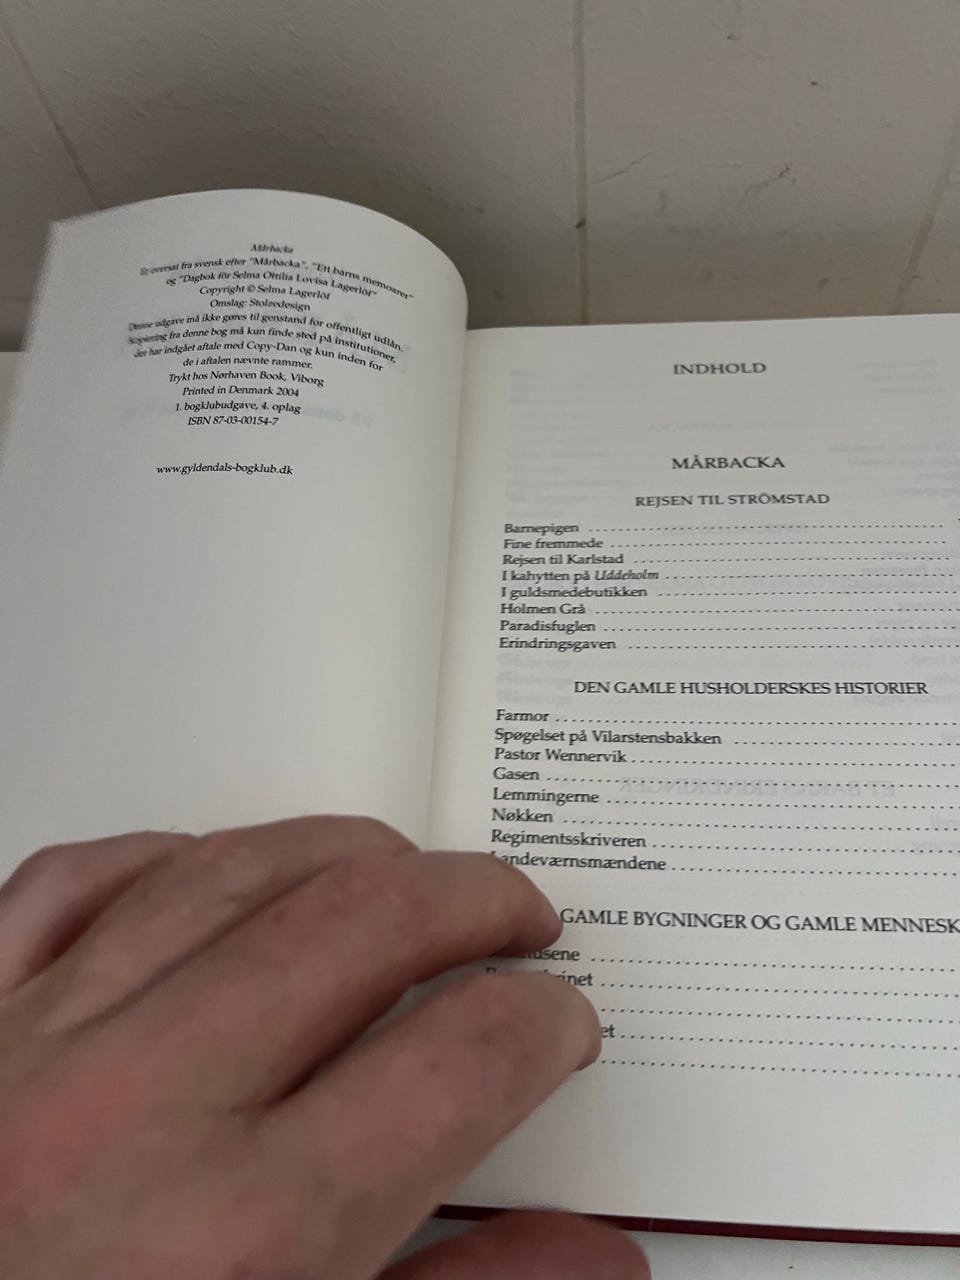 Mårbacka
Er oversat fra svensk efter "Mårbacka", "Ett barns memoarer"
og "Dagbok för Selma Ottilia Lovisa Lagerlöf"
Copyright © Selma Lagerlöf
Omslag: Stolzedesign
Denne udgave må ikke gøres til genstand for offentligt udlån.
Kopiering fra denne bog må kun finde sted på institutioner,
der har indgået aftale med Copy-Dan og kun inden for
de i aftalen nævnte rammer.
Trykt hos Nørhaven Book, Viborg
Printed in Denmark 2004
1. bogklubudgave, 4. oplag
ISBN 87-03-00154-7
www.gyldendals-bogklub.dk
INDHOLD
MÅRBACKA
REJSEN TIL STRÖMSTAD
Barnepigen
Fine fremmede
Rejsen til Karlstad
I kahytten på Uddeholm
I guldsmedebutikken
Holmen Grå
Paradisfuglen
Erindringsgaven
DEN GAMLE HUSHOLDERSKES HISTORIER
Farmor
Spøgelset på Vilarstensbakken
Pastor Wennervik
Gasen
Lemmingerne
Nøkken
Regimentsskriveren
Landeværnsmændene
GAMLE BYGNINGER OG GAMLE MENNESK